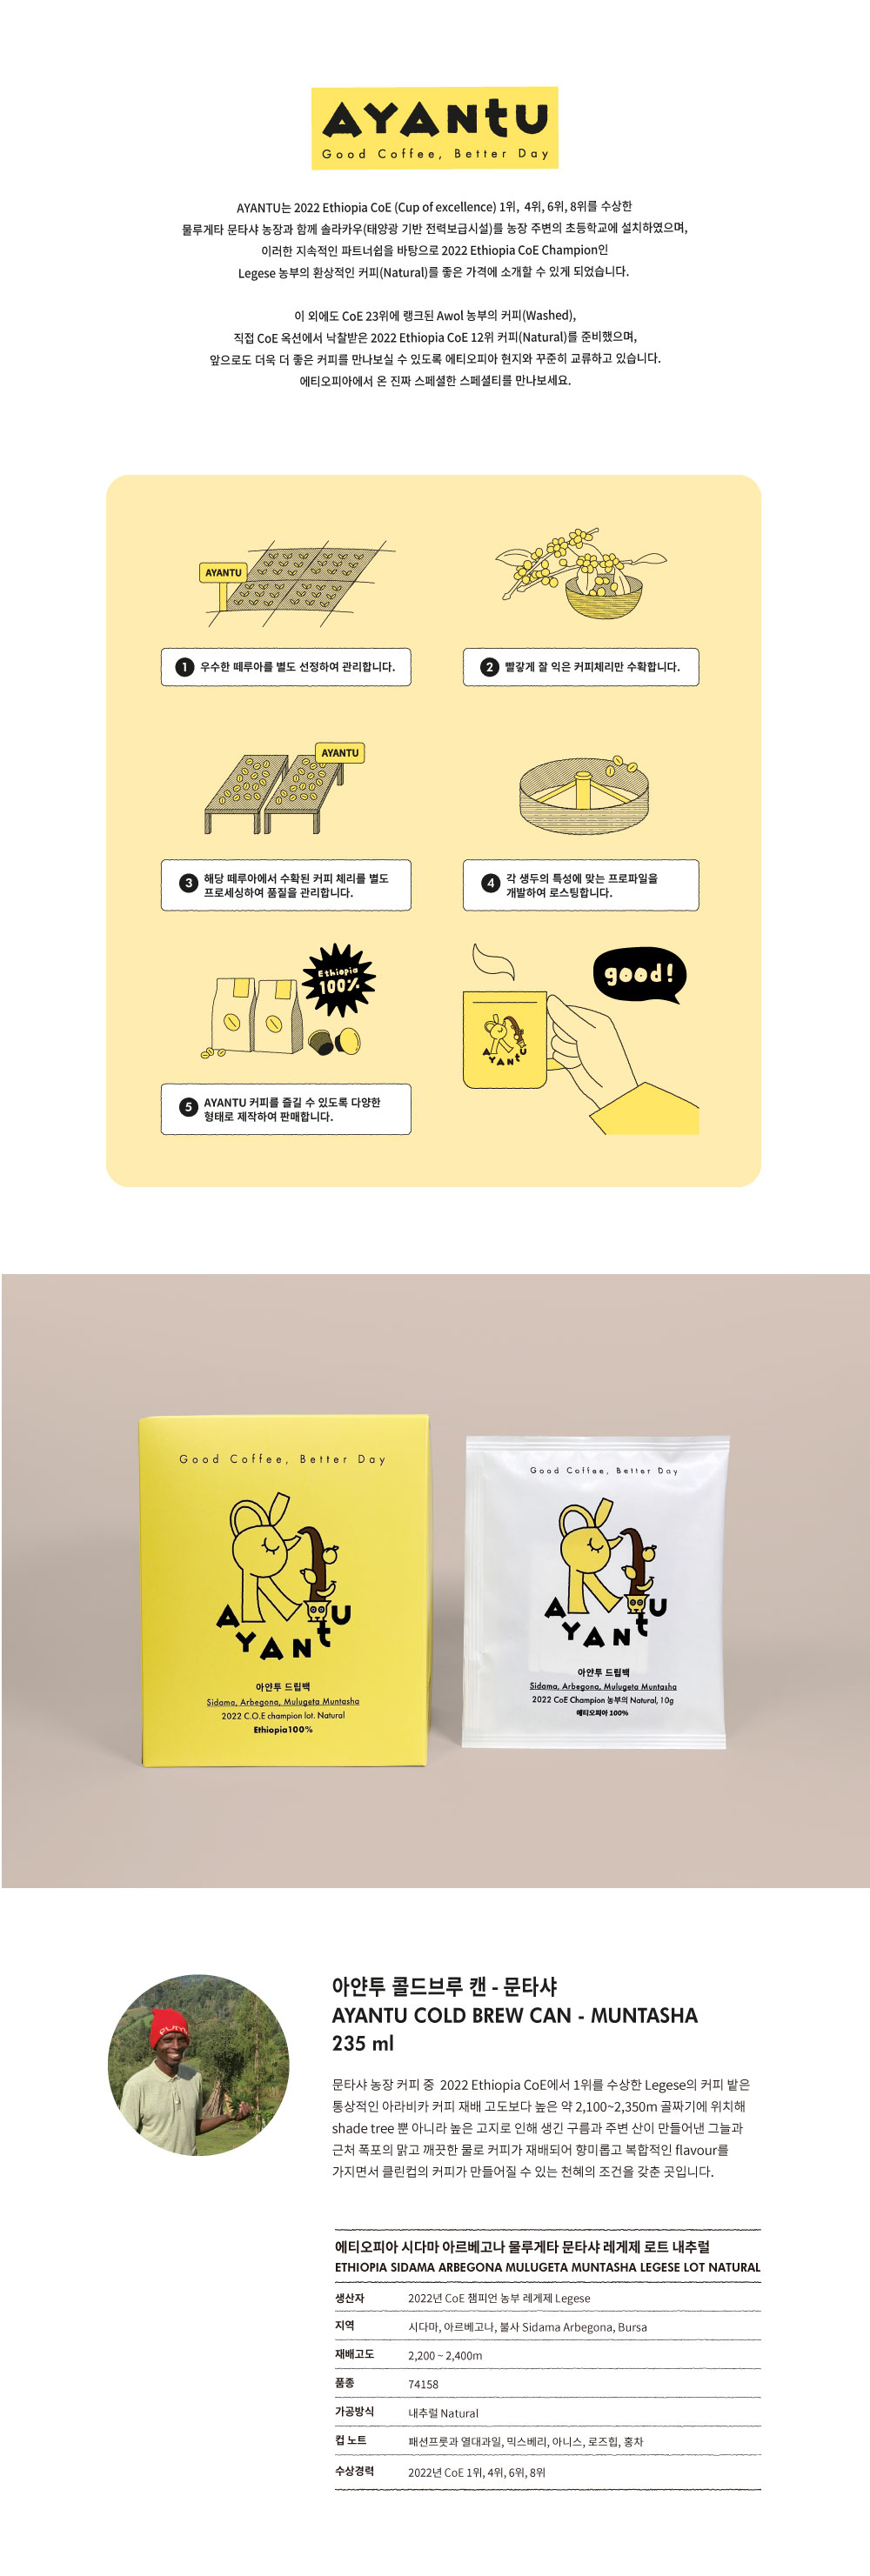 AYANtU
Good Coffee, Better Day
AYANTU는 2022 Ethiopia CoE (Cup of excellence) 1위, 4위, 6위, 8위를 수상한
물루게타 문타샤 농장과 함께 솔라카우(태양광 기반 전력보급시설)를 농장 주변의 초등학교에 설치하였으며,
이러한 지속적인 파트너쉽을 바탕으로 2022 Ethiopia CoE Champion인
Legese 농부의 환상적인 커피(Natural)를 좋은 가격에 소개할 수 있게 되었습니다.
이 외에도 CoE 23위에 랭크된 Awol 농부의 커피(Washed),
직접 CoE 옥션에서 낙찰받은 2022 Ethiopia CoE 12위 커피(Natural)를 준비했으며,
앞으로도 더욱 더 좋은 커피를 만나보실 수 있도록 에티오피아 현지와 꾸준히 교류하고 있습니다.
에티오피아에서 온 진짜 스페셜한 스페셜티를 만나보세요.
AYANTU
1 우수한 떼루아를 별도 선정하여 관리합니다.
2 빨갛게 잘 익은 커피체리만 수확합니다.
AYANTU
3 해당 떼루아에서 수확된 커피 체리를 별도
프로세싱하여 품질을 관리합니다.
4 각 생두의 특성에 맞는 프로파일을
개발하여 로스팅합니다.
Ethiopia
100%
good!
AYANtU
5 AYANTU 커피를 즐길 수 있도록 다양한
형태로 제작하여 판매합니다.
Good Coffee, Better Day
AYANtU
아얀투 드립백
Sidama, Arbegona, Mulugeta Muntasha
2022 C.O.E champion lot. Natural
Ethiopia100%
Good Coffee, Better Day
AYANtU
아얀투 드립백
Sidama, Arbegona, Mulugeta Muntasha
2022 CoE Champion 농부의 Natural, 10g
에티오피아 100%
PUMA
아얀투 콜드브루 캔 - 문타샤
AYANTU COLD BREW CAN - MUNTASHA
235 ml
문타샤 농장 커피 중 2022 Ethiopia CoE에서 1위를 수상한 Legese의 커피 밭은
통상적인 아라비카 커피 재배 고도보다 높은 약 2,100~2,350m 골짜기에 위치해
shade tree 뿐 아니라 높은 고지로 인해 생긴 구름과 주변 산이 만들어낸 그늘과
근처 폭포의 맑고 깨끗한 물로 커피가 재배되어 향미롭고 복합적인 flavour를
가지면서 클린컵의 커피가 만들어질 수 있는 천혜의 조건을 갖춘 곳입니다.
에티오피아 시다마 아르베고나 물루게타 문타샤 레게제 로트 내추럴
ETHIOPIA SIDAMA ARBEGONA MULUGETA MUNTASHA LEGESE LOT NATURAL
생산자 2022년 CoE 챔피언 농부 레게제 Legese
지역 시다마, 아르베고나, 불사 Sidama Arbegona, Bursa
재배고도 2,200 ~ 2,400m
품종 74158
가공방식 내추럴 Natural
컵 노트 패션프룻과 열대과일, 믹스베리, 아니스, 로즈힙, 홍차
수상경력 2022년 CoE 1위, 4위, 6위, 8위